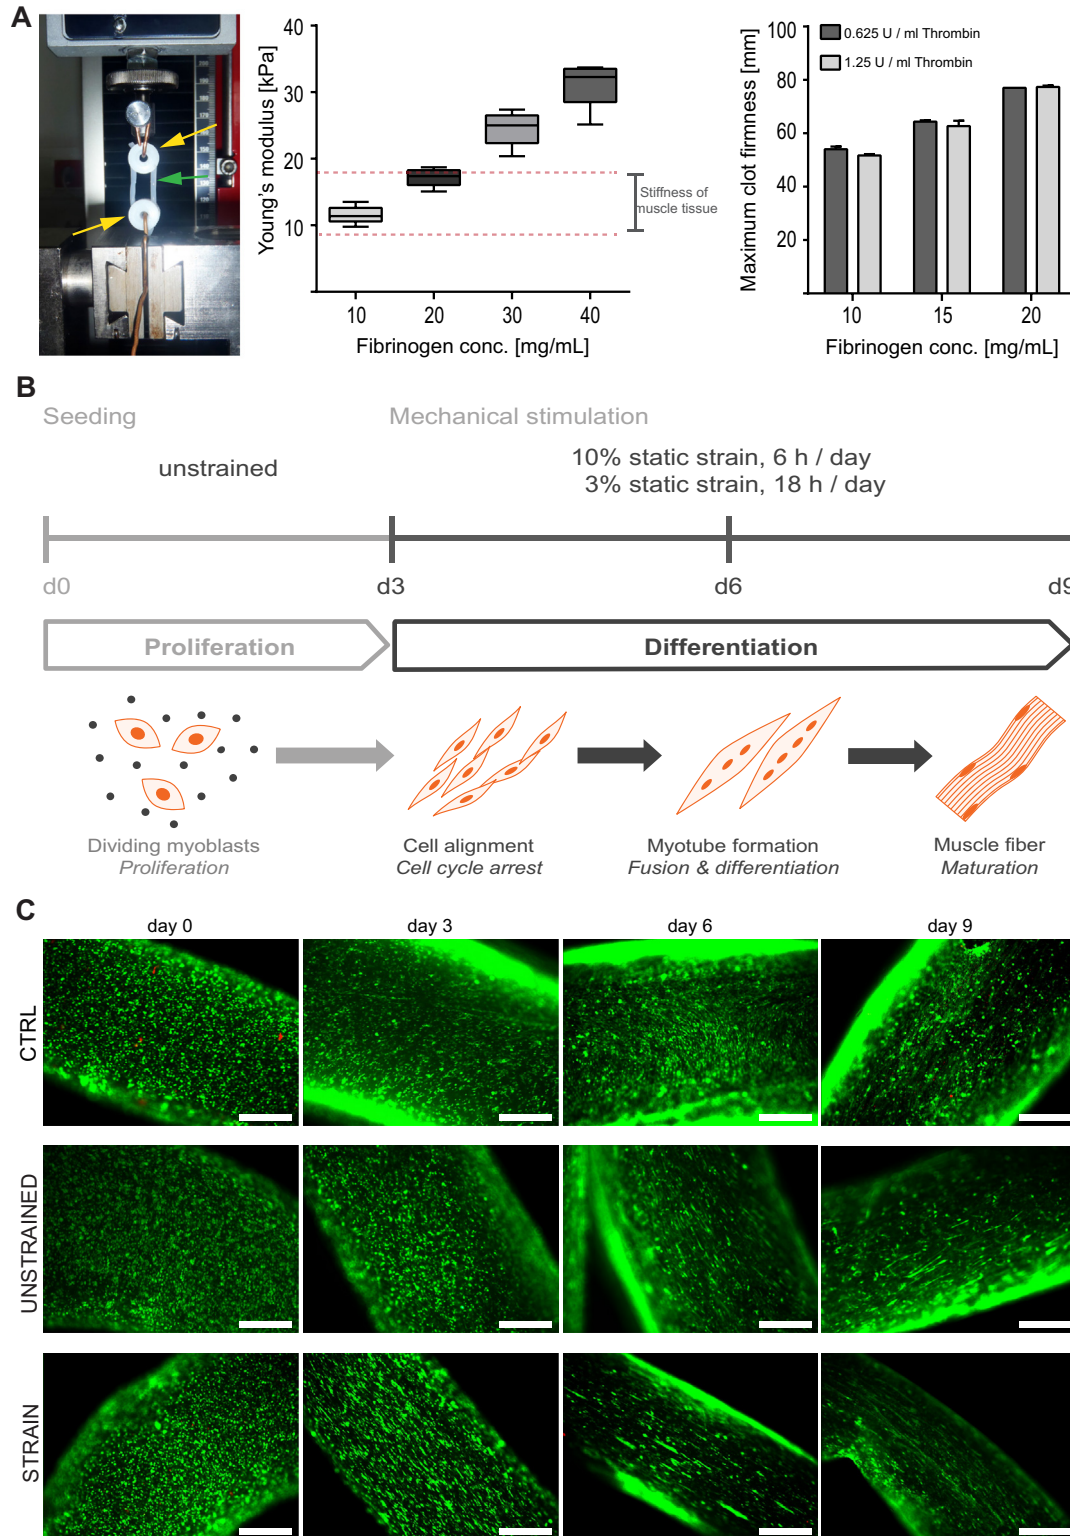 A
Young's modulus [kPa]
40
30
20
10
10 20 30 40
Fibrinogen conc. [mg/mL]
Stiffness of
muscle tissue
Maximum clot firmness [mm]
100
80
60
40
20
0.625 U / ml Thrombin
1.25 U / ml Thrombin
10 15 20
Fibrinogen conc. [mg/mL]
B
Seeding
Mechanical stimulation
unstrained
10% static strain, 6 h / day
3% static strain, 18 h / day
d0 d3 d6 d9
Proliferation
Differentiation
Dividing myoblasts
Proliferation
Cell alignment
Cell cycle arrest
Myotube formation
Fusion & differentiation
Muscle fiber
Maturation
C
day 0 day 3 day 6 day 9
CTRL
UNSTRAINED
STRAIN